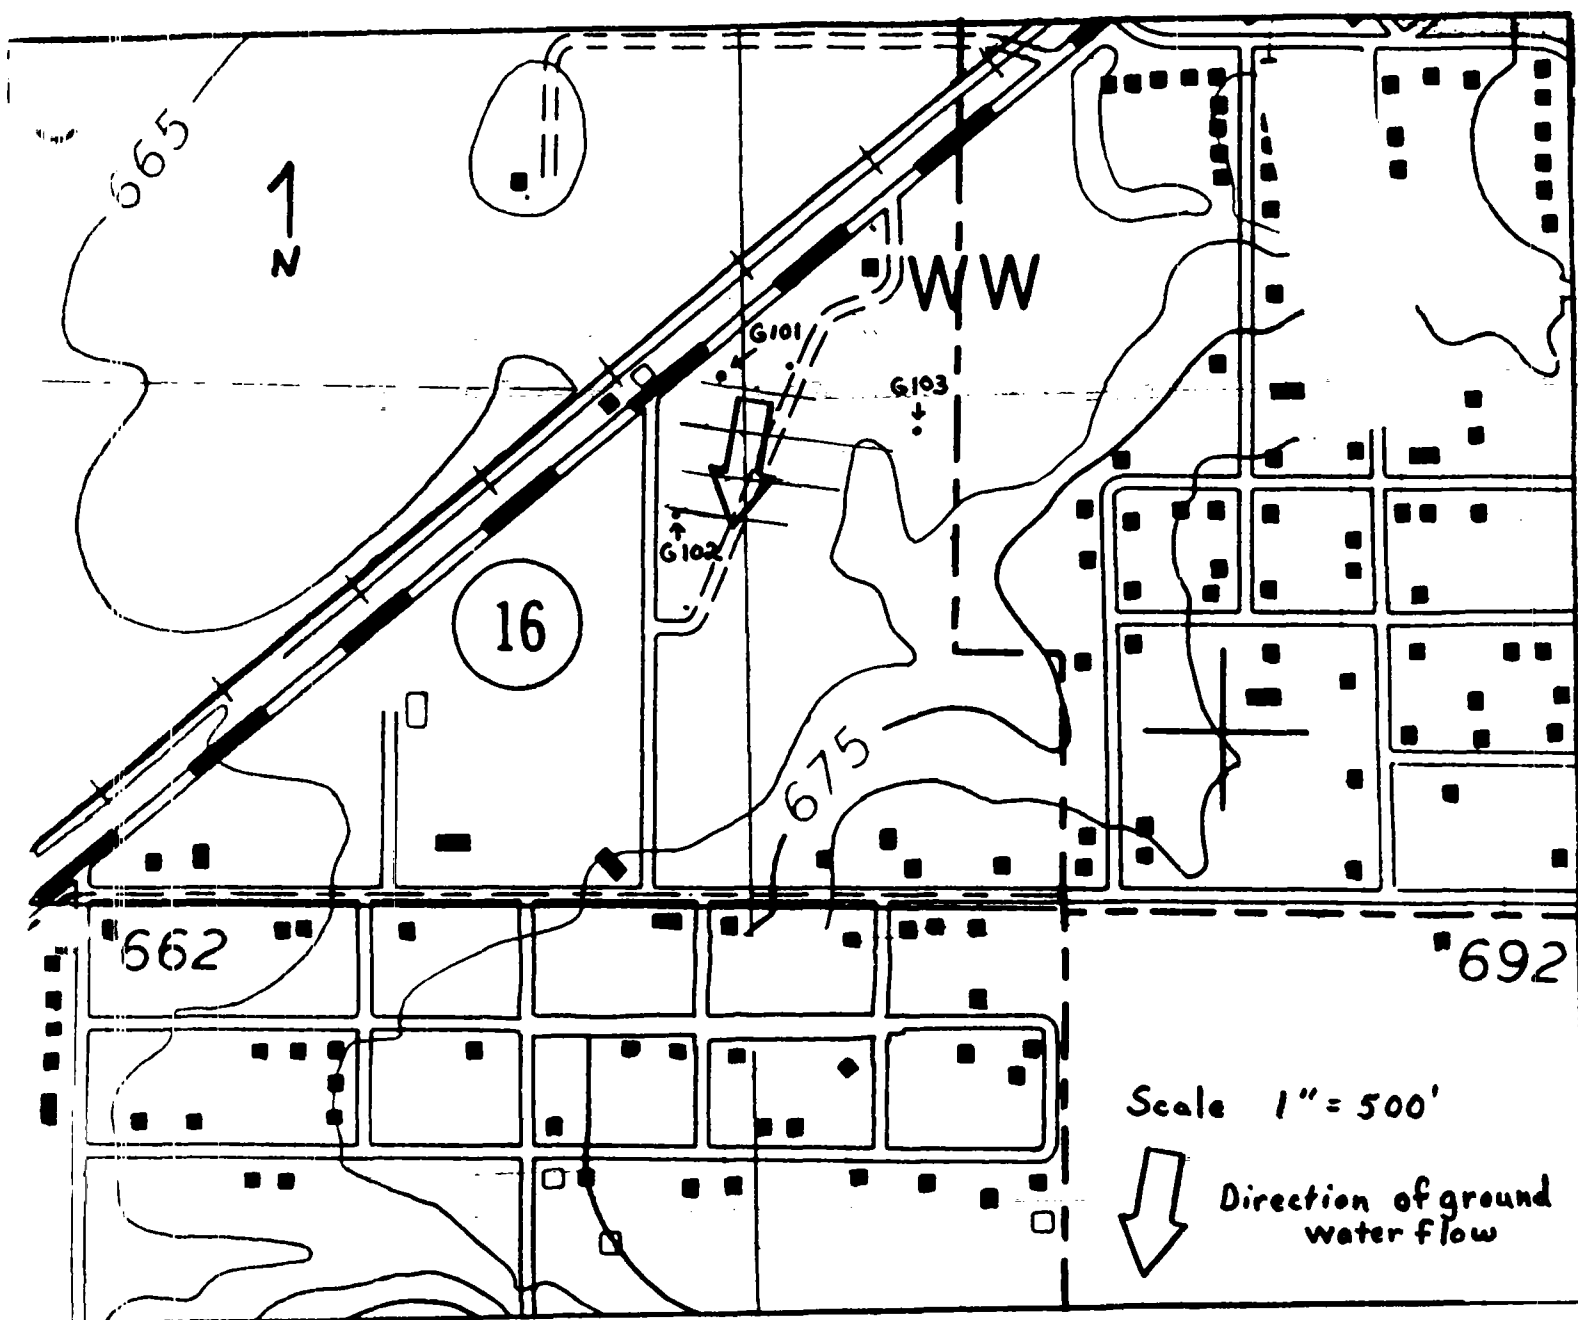 665
N
WW
G101
G103
G102
16
675
662
692
Scale 1" = 500'
Direction of ground
water flow